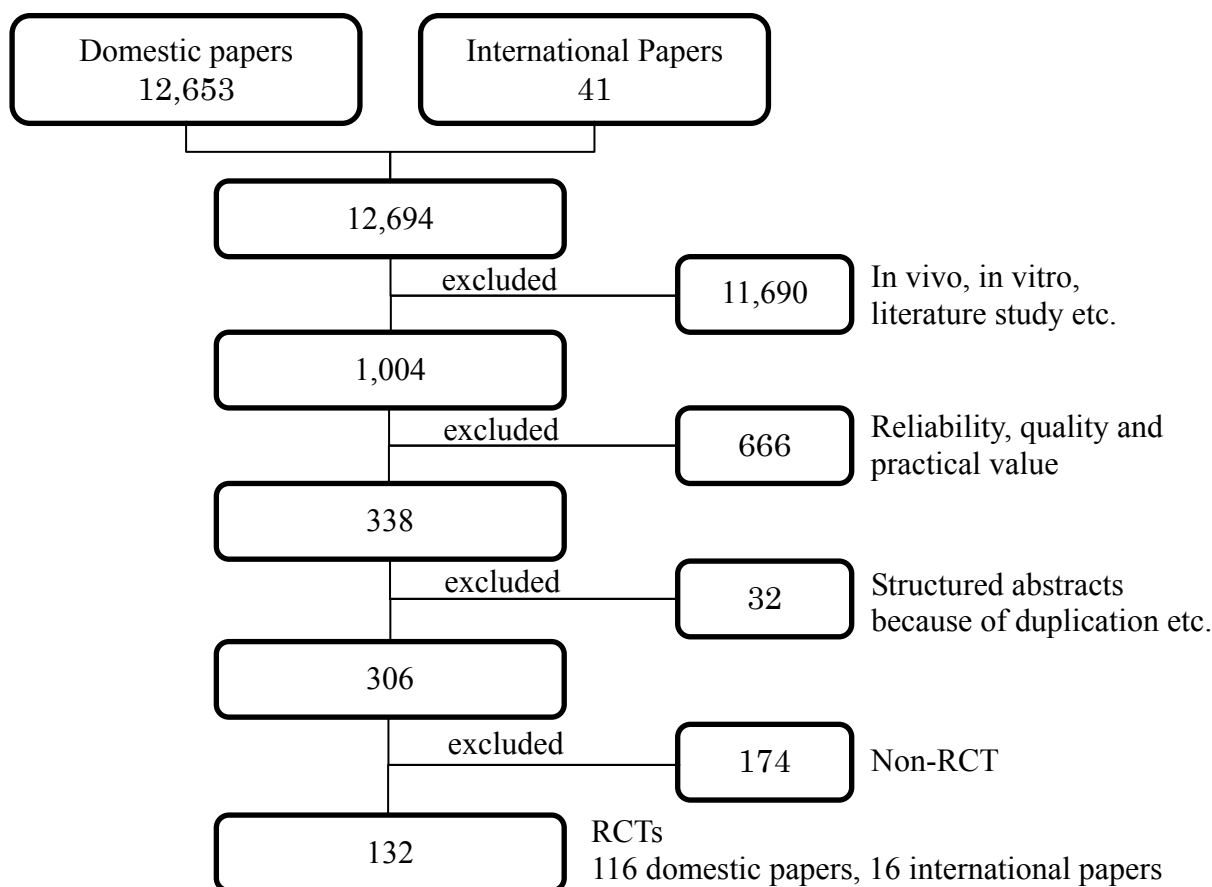 Domestic papers
12,653
International Papers
41
12,694
excluded
11,690
In vivo, in vitro,
literature study etc.
1,004
excluded
666
Reliability, quality and
practical value
338
excluded
32
Structured abstracts
because of duplication etc.
306
excluded
174
Non-RCT
132
RCTs
116 domestic papers, 16 international papers